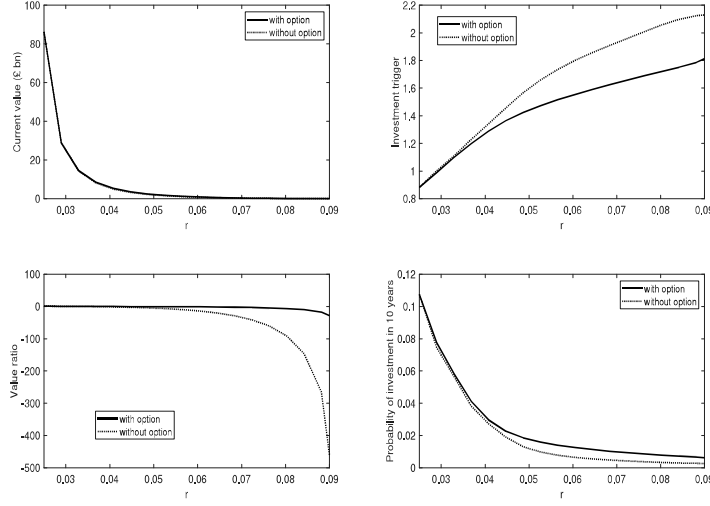 100
80
60
40
20
0
Current value (£ bn)
with option
without option
0.03 0.04 0.05 0.06 0.07 0.08 0.09
r
2.2
2
1.8
1.6
1.4
1.2
1
0.8
Investment trigger
with option
without option
0.03 0.04 0.05 0.06 0.07 0.08 0.09
r
100
0
-100
-200
-300
-400
-500
Value ratio
with option
without option
0.03 0.04 0.05 0.06 0.07 0.08 0.09
r
0.12
0.1
0.08
0.06
0.04
0.02
0
Probability of investment in 10 years
with option
without option
0.03 0.04 0.05 0.06 0.07 0.08 0.09
r